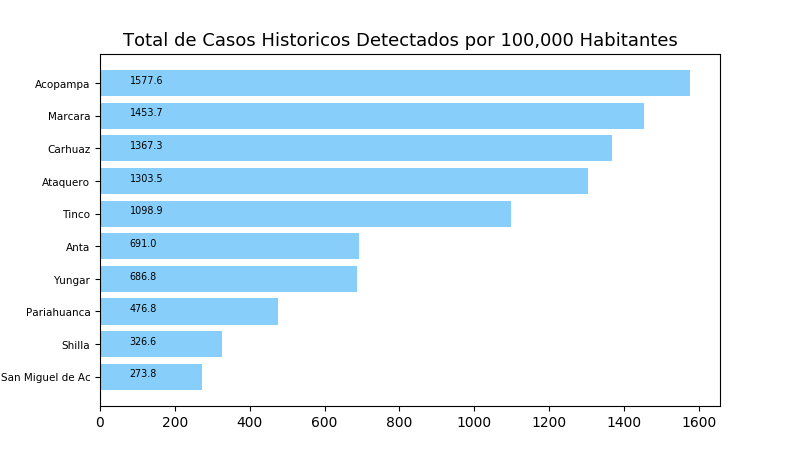 Total de Casos Historicos Detectados por 100,000 Habitantes
Acopampa 1577.6
Marcara 1453.7
Carhuaz 1367.3
Ataquero 1303.5
Tinco 1098.9
Anta 691.0
Yungar 686.8
Pariahuanca 476.8
Shilla 326.6
San Miguel de Ac 273.8
0 200 400 600 800 1000 1200 1400 1600